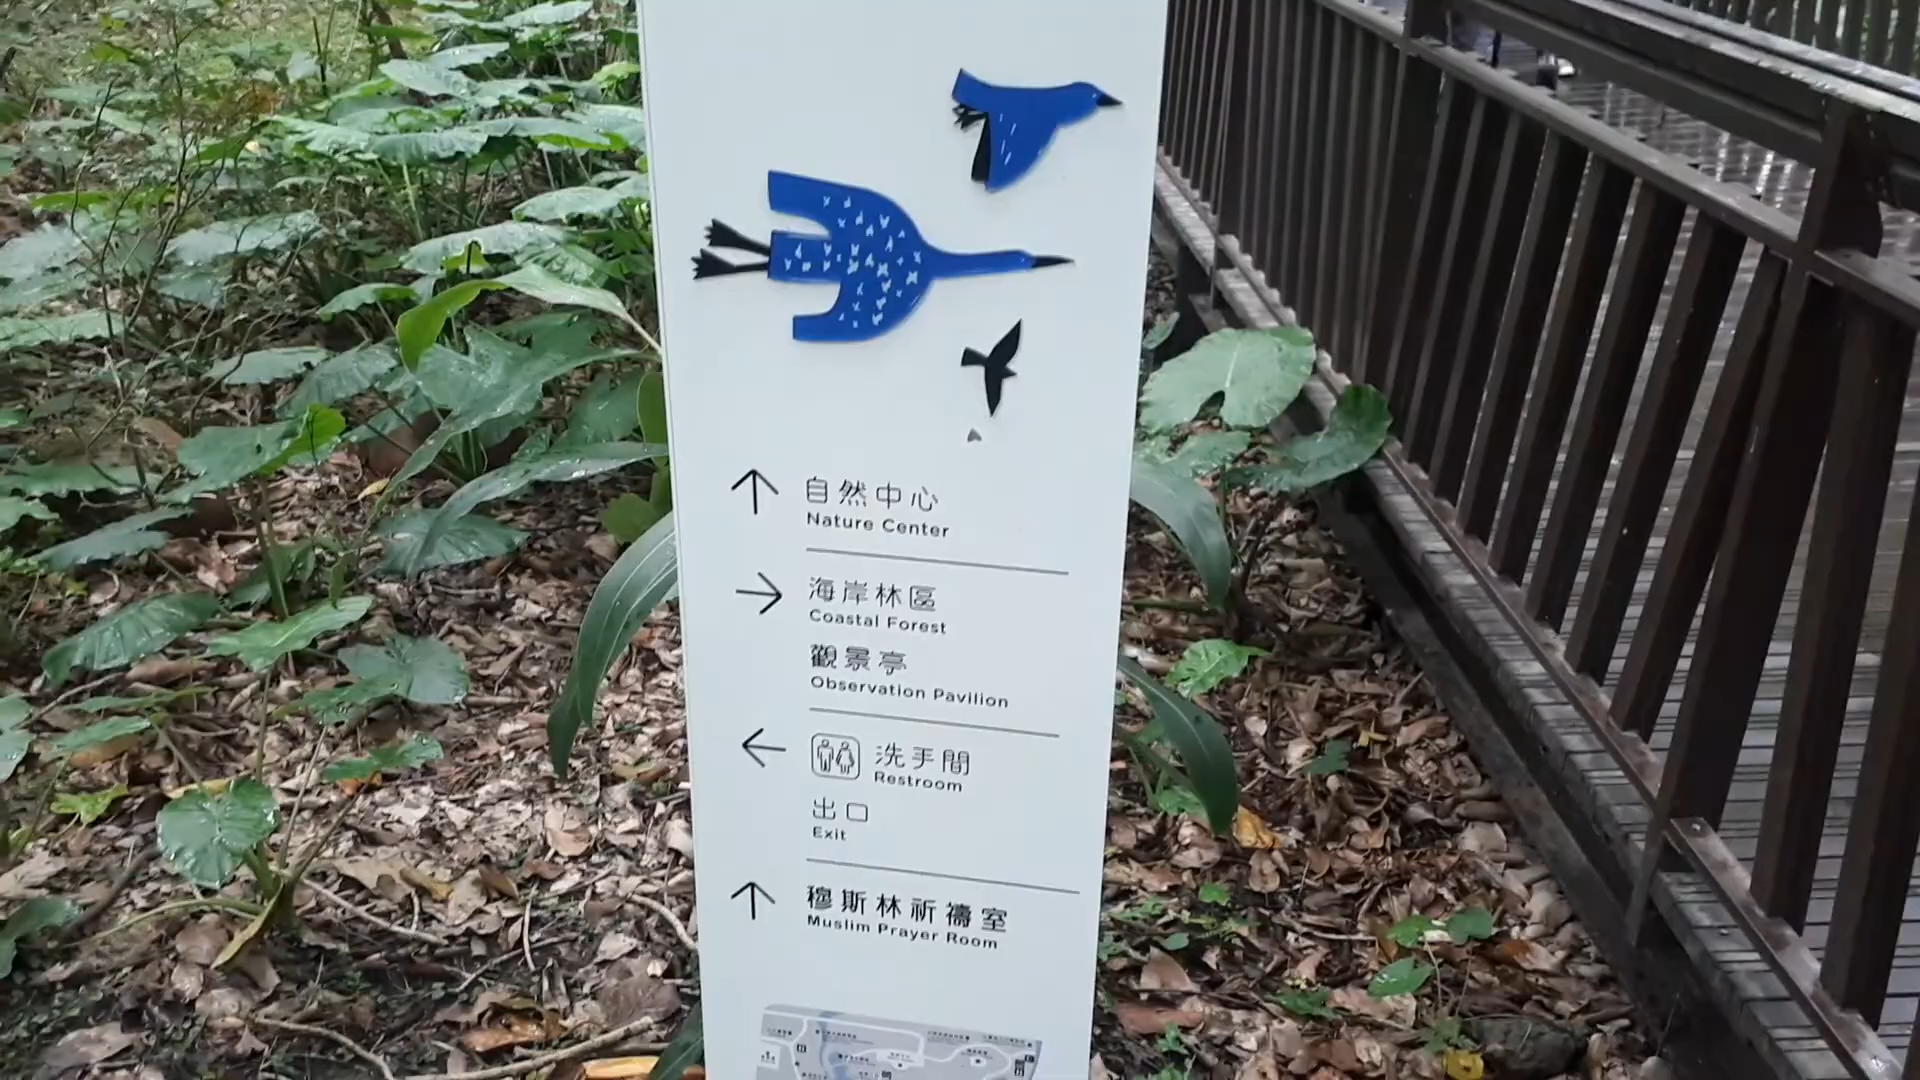 自然中心
Nature Center
海岸林區
Coastal Forest
觀景亭
Observation Pavilion
洗手間
Restroom
出口
Exit
穆斯林祈禱室
Muslim Prayer Room